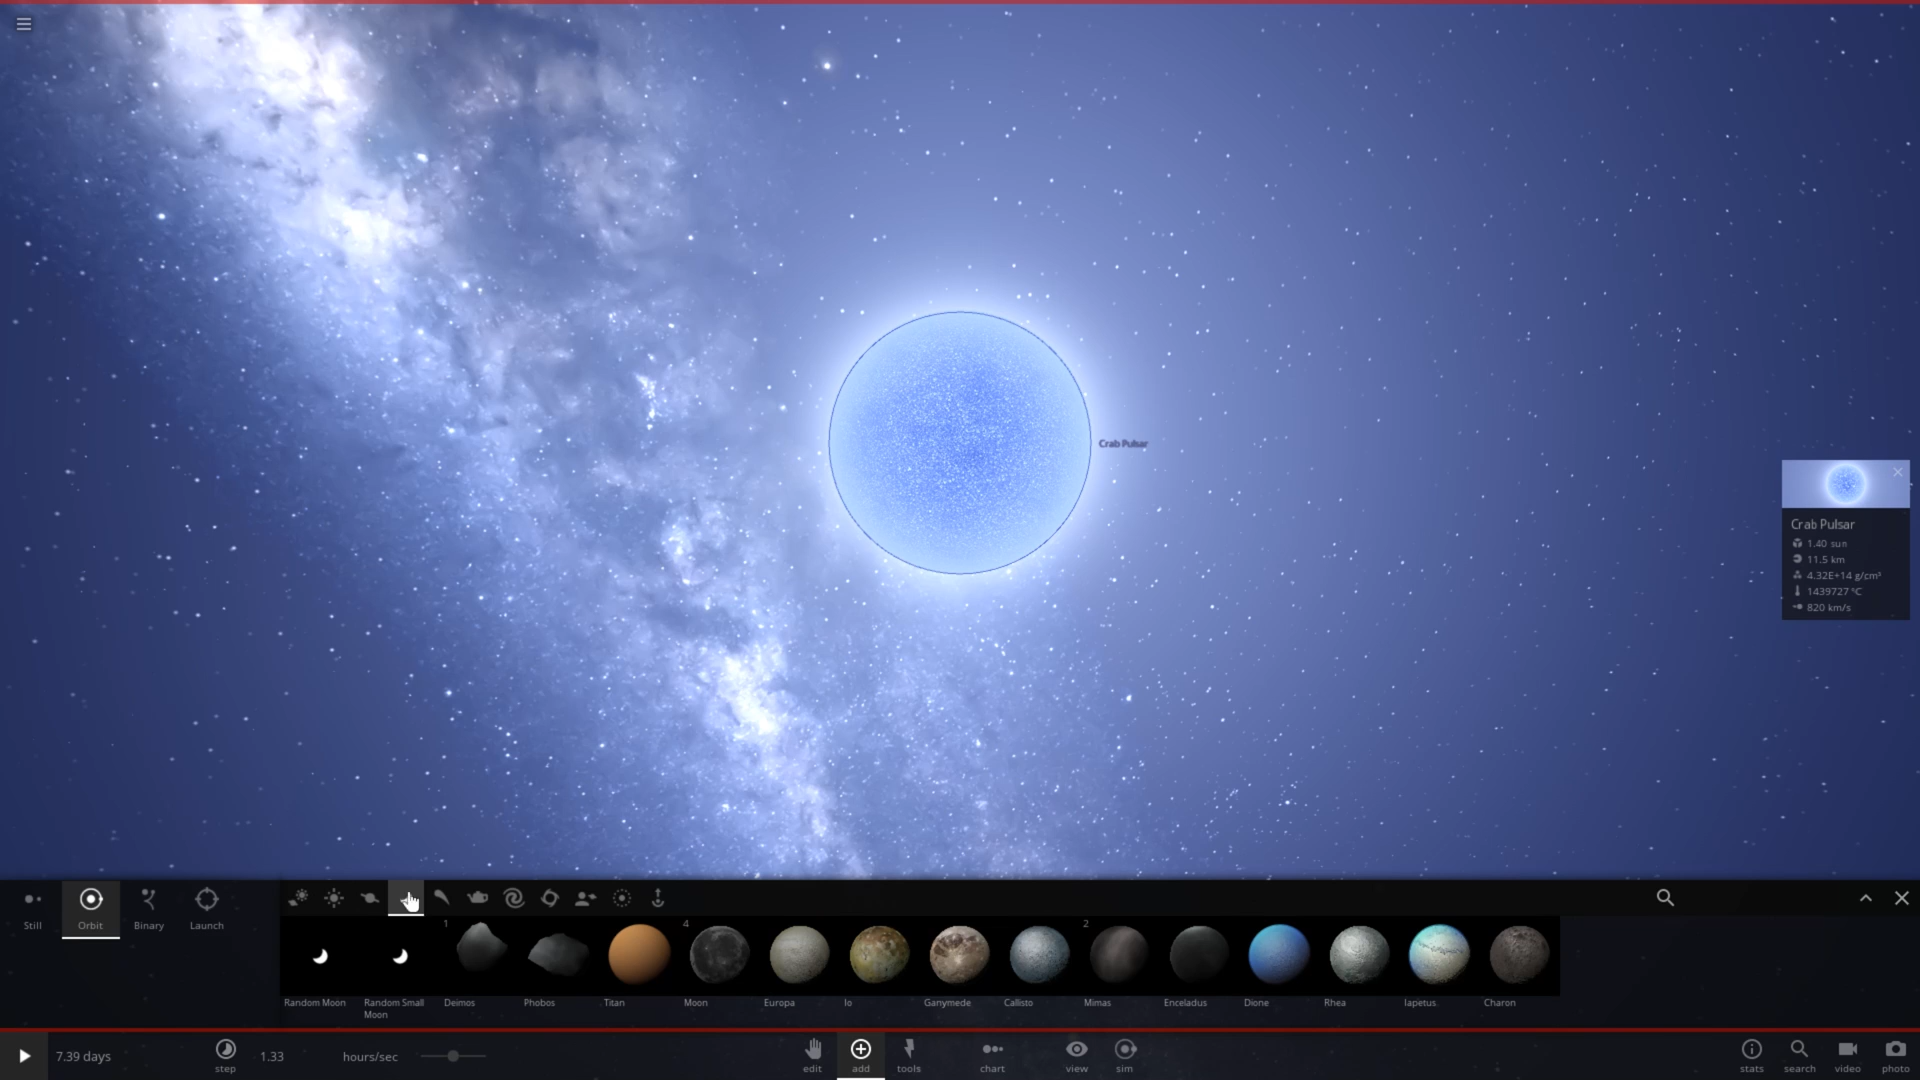 Crab Pulsar
Crab Pulsar
1.40 sun
11.5 km
4.32E+14 g/cm³
1439727 °C
820 km/s
Still
Orbit
Binary
Launch
1
4
2
Random Moon
Random Small Moon
Deimos
Phobos
Titan
Moon
Europa
Io
Ganymede
Callisto
Mimas
Enceladus
Dione
Rhea
Iapetus
Charon
7.39 days
step
1.33
hours/sec
edit
add
tools
chart
view
sim
stats
search
video
photo